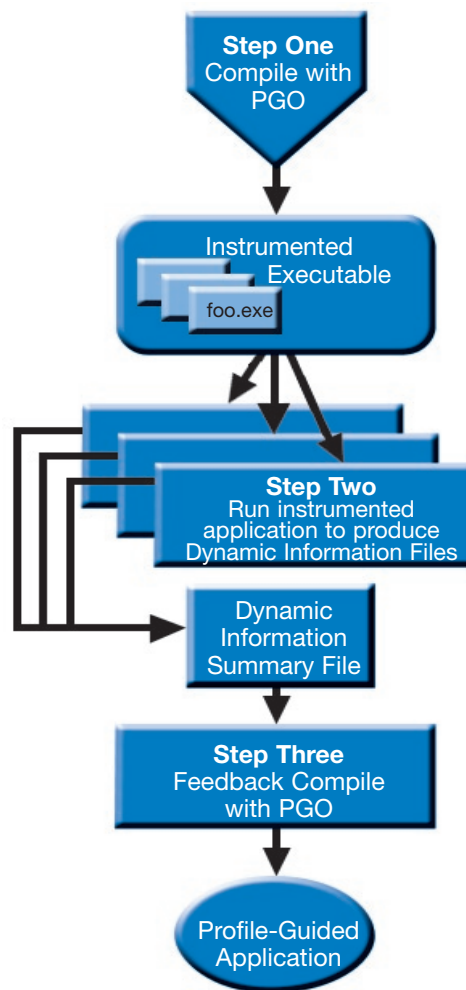 Step One
Compile with
PGO
Instrumented
Executable
foo.exe
Step Two
Run instrumented
application to produce
Dynamic Information Files
Dynamic
Information
Summary File
Step Three
Feedback Compile
with PGO
Profile-Guided
Application